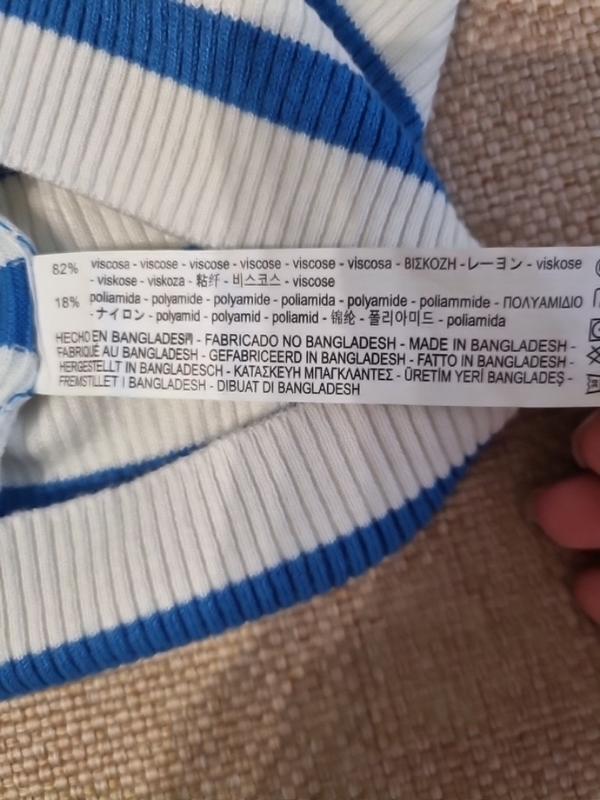 82% viscosa - viscose - viscose - viscose - viscose - viscosa - ΒΙΣΚΟΖΗ - レーヨン - viskose
- viskose - viskoza - 粘纤 - 비스코스 - viscose
18% poliamida - polyamide - polyamide - poliamida - polyamide - poliammide - ΠΟΛΥΑΜΙΔΙΟ
- ナイロン - polyamid - polyamid - poliamid - 锦纶 - 폴리아미드 - poliamida
HECHO EN BANGLADESH - FABRICADO NO BANGLADESH - MADE IN BANGLADESH -
FABRIQUÉ AU BANGLADESH - GEFABRICEERD IN BANGLADESH - FATTO IN BANGLADESH -
HERGESTELLT IN BANGLADESCH - ΚΑΤΑΣΚΕΥΗ ΜΠΑΓΚΛΑΝΤΕΣ - ÜRETİM YERİ BANGLADEŞ -
FREMSTILLET I BANGLADESH - DIBUAT DI BANGLADESH